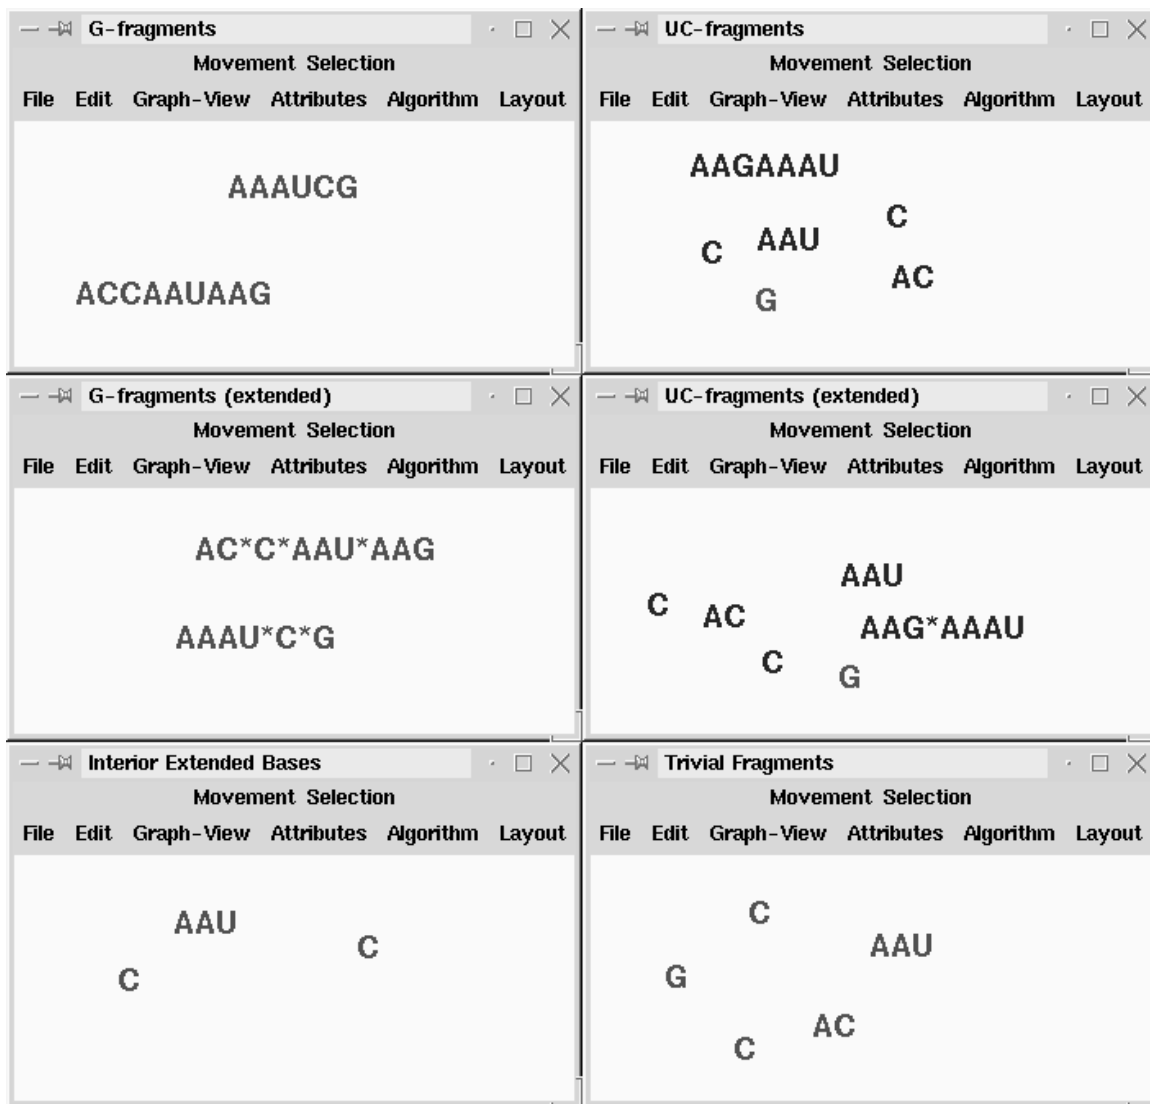 G-fragments
Movement Selection
File Edit Graph-View Attributes Algorithm Layout
AAAUCG
ACCAAUAAG
UC-fragments
Movement Selection
File Edit Graph-View Attributes Algorithm Layout
AAGAAAU
C
AAU
C
AC
G
G-fragments (extended)
Movement Selection
File Edit Graph-View Attributes Algorithm Layout
AC*C*AAU*AAG
AAAU*C*G
UC-fragments (extended)
Movement Selection
File Edit Graph-View Attributes Algorithm Layout
AAU
C
AC
AAG*AAAU
C
G
Interior Extended Bases
Movement Selection
File Edit Graph-View Attributes Algorithm Layout
AAU
C
C
Trivial Fragments
Movement Selection
File Edit Graph-View Attributes Algorithm Layout
C
AAU
G
AC
C